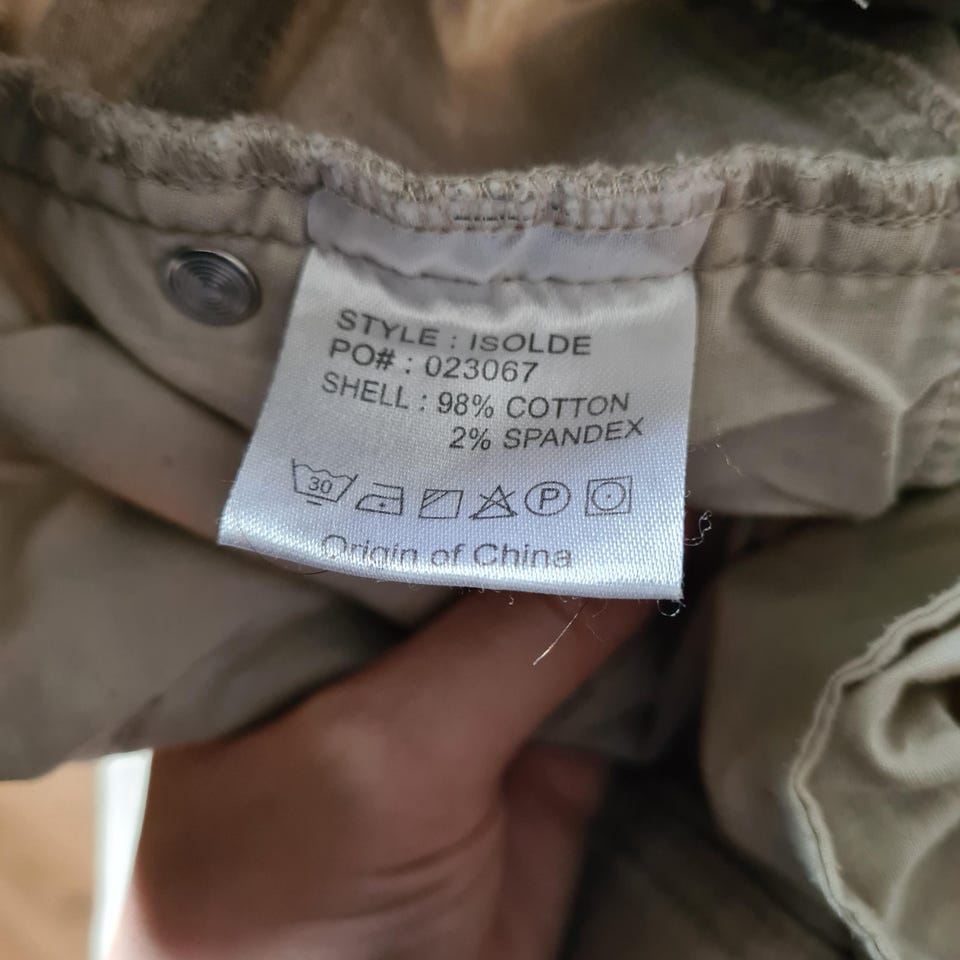 STYLE : ISOLDE
PO# : 023067
SHELL : 98% COTTON
2% SPANDEX
30 P
Origin of China